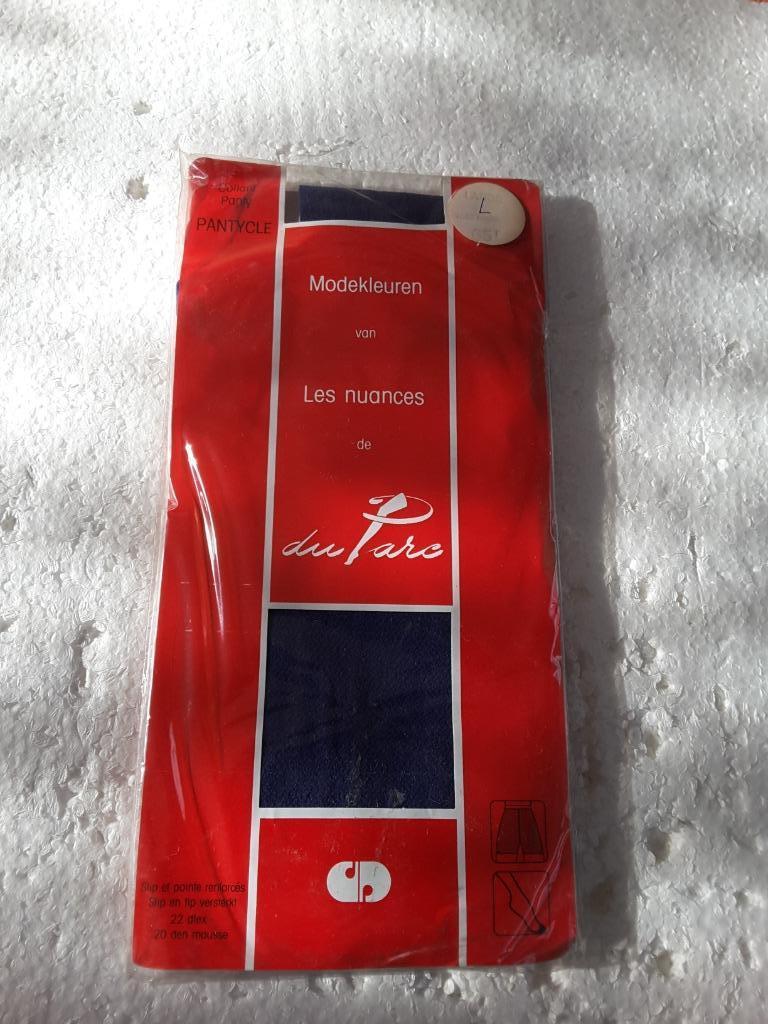 Collant
Panty
PANTYCLE
L
Modekleuren
van
Les nuances
de
du Parc
Slip et pointe renforcés
Slip en tip versterkt
22 dtex
20 den mousse